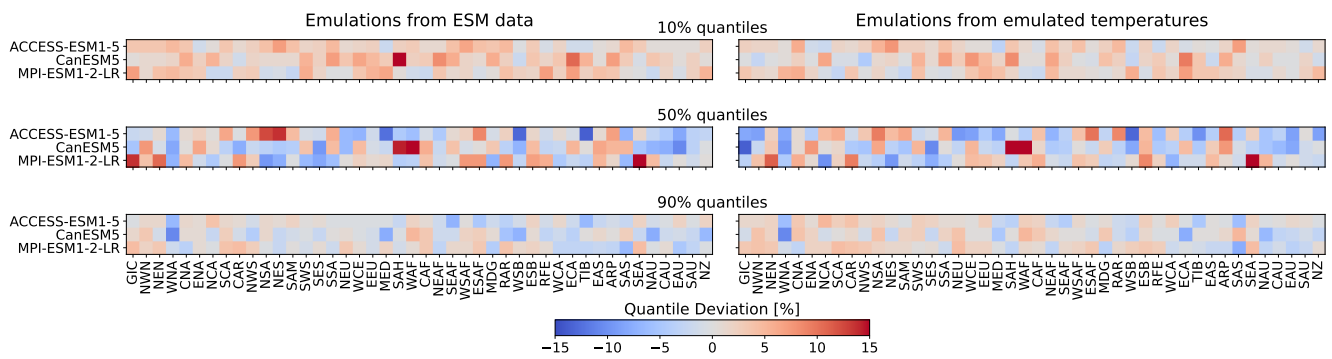 Emulations from ESM data
Emulations from emulated temperatures
10% quantiles
ACCESS-ESM1-5
CanESM5
MPI-ESM1-2-LR
50% quantiles
ACCESS-ESM1-5
CanESM5
MPI-ESM1-2-LR
90% quantiles
ACCESS-ESM1-5
CanESM5
MPI-ESM1-2-LR
GIC
NWN
NEN
WNA
CNA
ENA
NCA
SCA
CAR
NWS
NSA
NES
SAM
SWS
SES
SSA
NEU
WCE
EEU
MED
SAH
WAF
CAF
NEAF
SEAF
WSAF
ESAF
MDG
RAR
WSB
ESB
RFE
WCA
ECA
TIB
EAS
ARP
SAS
SEA
NAU
CAU
EAU
SAU
NZ
GIC
NWN
NEN
WNA
CNA
ENA
NCA
SCA
CAR
NWS
NSA
NES
SAM
SWS
SES
SSA
NEU
WCE
EEU
MED
SAH
WAF
CAF
NEAF
SEAF
WSAF
ESAF
MDG
RAR
WSB
ESB
RFE
WCA
ECA
TIB
EAS
ARP
SAS
SEA
NAU
CAU
EAU
SAU
NZ
Quantile Deviation [%]
−15 −10 −5 0 5 10 15